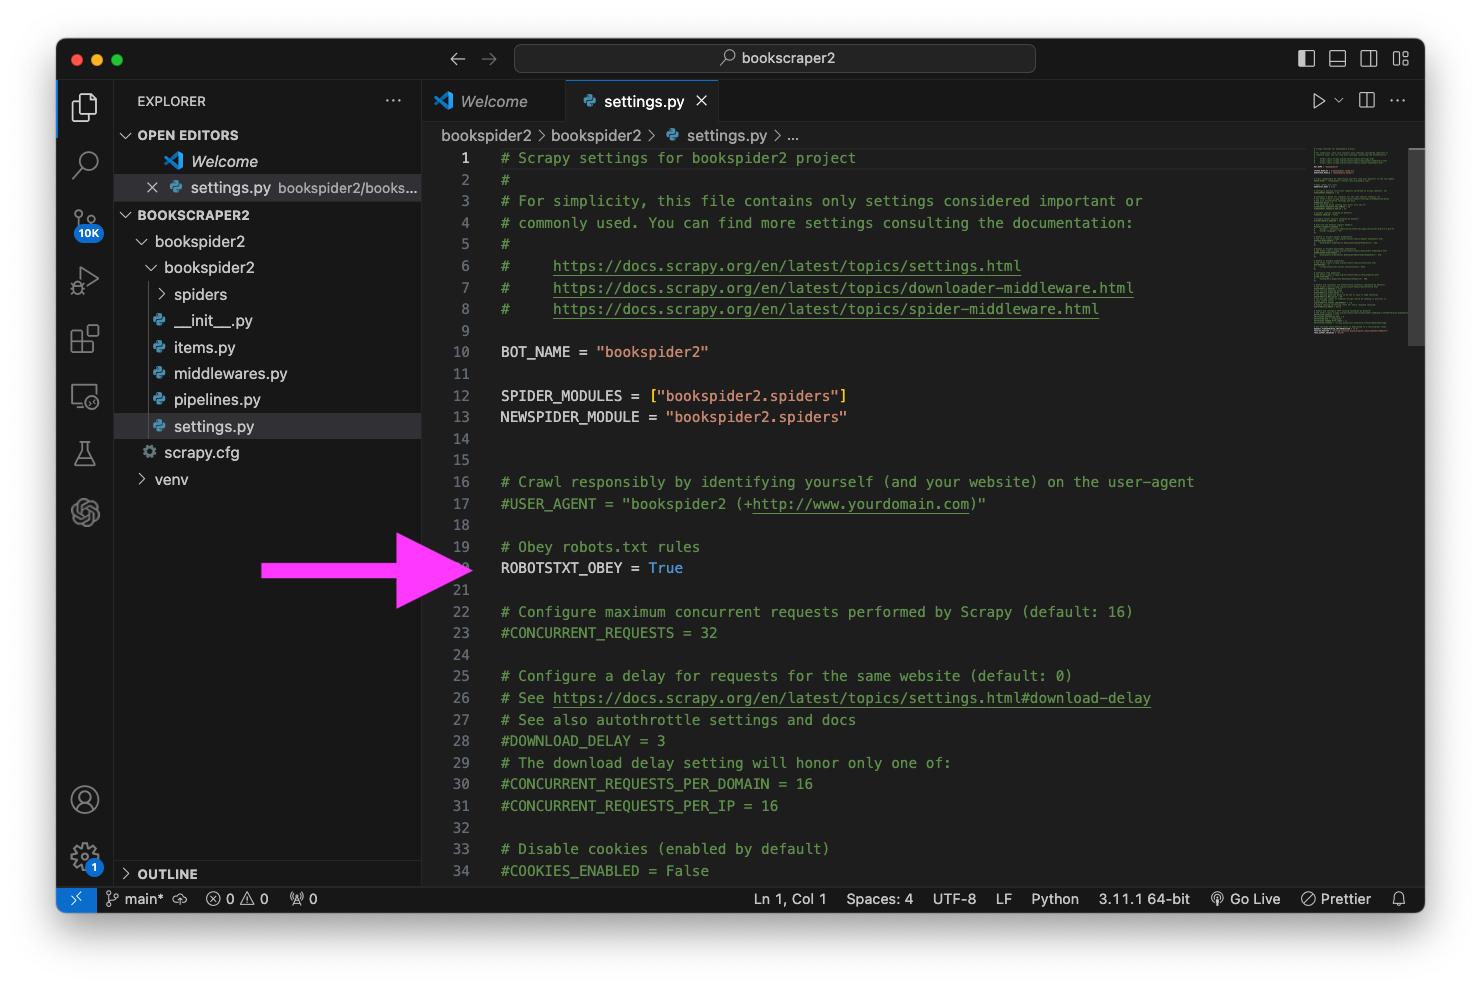 bookscraper2
EXPLORER
OPEN EDITORS
Welcome
settings.py bookspider2/books...
BOOKSCRAPER2
bookspider2
bookspider2
spiders
__init__.py
items.py
middlewares.py
pipelines.py
settings.py
scrapy.cfg
venv
OUTLINE
10K
1
Welcome
settings.py
bookspider2 > bookspider2 > settings.py > ...
1 # Scrapy settings for bookspider2 project
2 #
3 # For simplicity, this file contains only settings considered important or
4 # commonly used. You can find more settings consulting the documentation:
5 #
6 #     https://docs.scrapy.org/en/latest/topics/settings.html
7 #     https://docs.scrapy.org/en/latest/topics/downloader-middleware.html
8 #     https://docs.scrapy.org/en/latest/topics/spider-middleware.html
9
10 BOT_NAME = "bookspider2"
11
12 SPIDER_MODULES = ["bookspider2.spiders"]
13 NEWSPIDER_MODULE = "bookspider2.spiders"
14
15
16 # Crawl responsibly by identifying yourself (and your website) on the user-agent
17 #USER_AGENT = "bookspider2 (+http://www.yourdomain.com)"
18
19 # Obey robots.txt rules
ROBOTSTXT_OBEY = True
21
22 # Configure maximum concurrent requests performed by Scrapy (default: 16)
23 #CONCURRENT_REQUESTS = 32
24
25 # Configure a delay for requests for the same website (default: 0)
26 # See https://docs.scrapy.org/en/latest/topics/settings.html#download-delay
27 # See also autothrottle settings and docs
28 #DOWNLOAD_DELAY = 3
29 # The download delay setting will honor only one of:
30 #CONCURRENT_REQUESTS_PER_DOMAIN = 16
31 #CONCURRENT_REQUESTS_PER_IP = 16
32
33 # Disable cookies (enabled by default)
34 #COOKIES_ENABLED = False
main* 0 0 0 Ln 1, Col 1 Spaces: 4 UTF-8 LF Python 3.11.1 64-bit Go Live Prettier